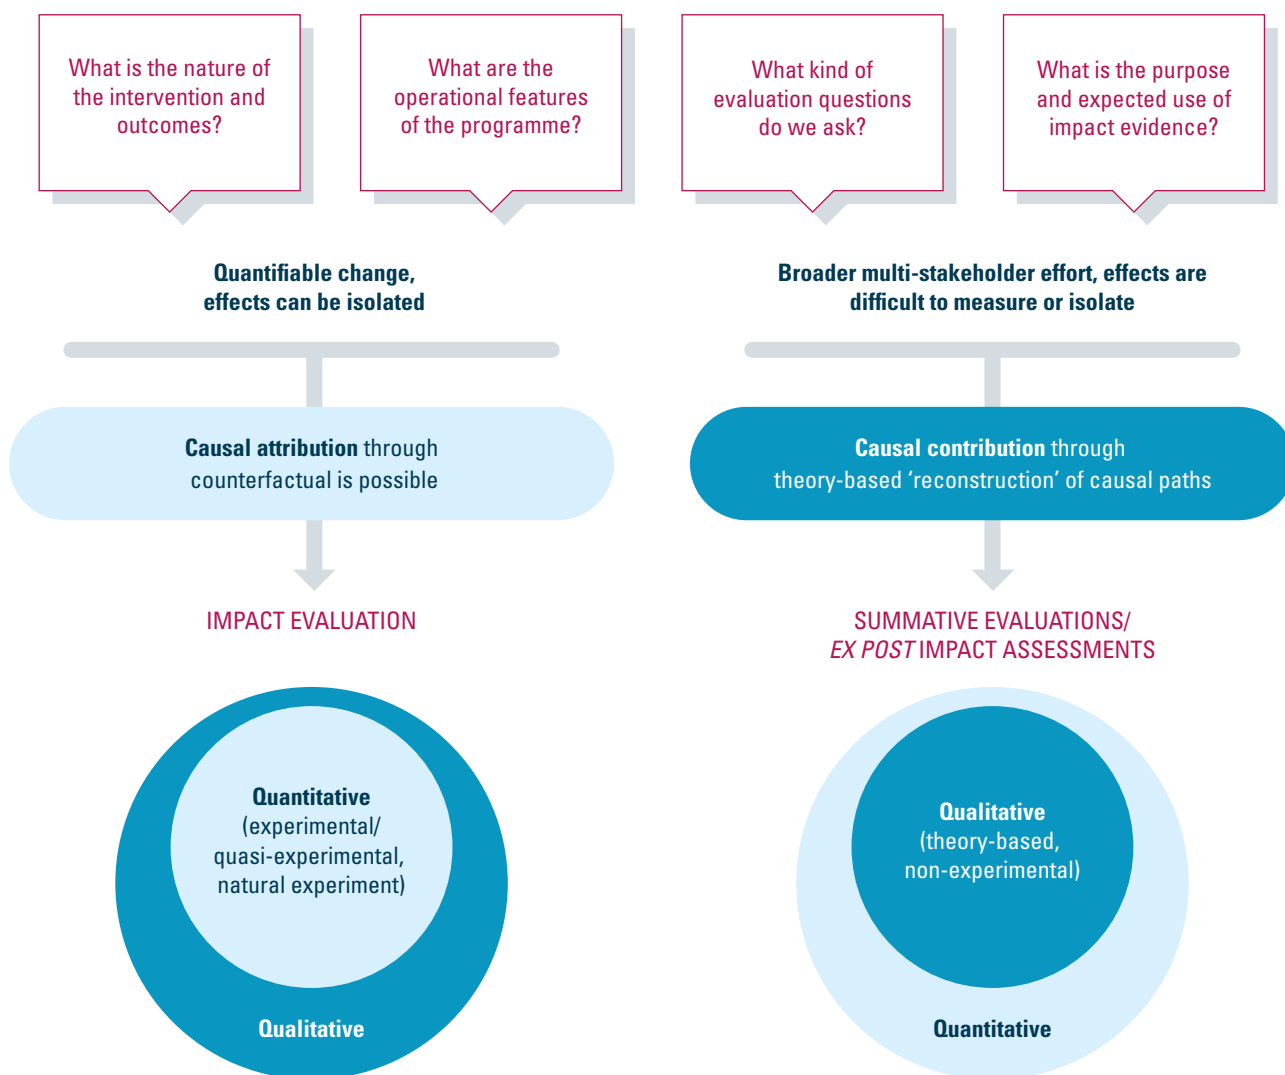 What is the nature of
the intervention and
outcomes?
What are the
operational features
of the programme?
What kind of
evaluation questions
do we ask?
What is the purpose
and expected use of
impact evidence?
Quantifiable change,
effects can be isolated
Broader multi-stakeholder effort, effects are
difficult to measure or isolate
Causal attribution through
counterfactual is possible
Causal contribution through
theory-based ‘reconstruction’ of causal paths
IMPACT EVALUATION
SUMMATIVE EVALUATIONS/
EX POST IMPACT ASSESSMENTS
Quantitative
(experimental/
quasi-experimental,
natural experiment)
Qualitative
Qualitative
(theory-based,
non-experimental)
Quantitative